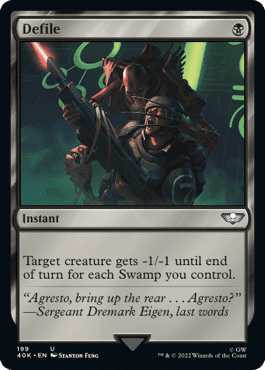 Defile
Instant
Target creature gets -1/-1 until end
of turn for each Swamp you control.
"Agresto, bring up the rear . . . Agresto?"
—Sergeant Dremark Eigen, last words
199 U
40K • EN Stanton Feng
© GW
™ & © 2022 Wizards of the Coast